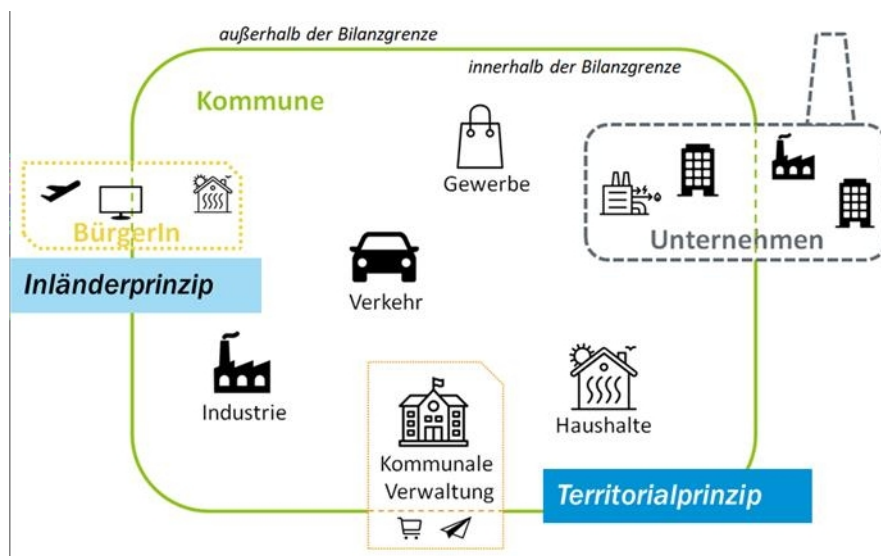 außerhalb der Bilanzgrenze
innerhalb der Bilanzgrenze
Kommune
Gewerbe
BürgerIn
Unternehmen
Inländerprinzip
Verkehr
Industrie
Haushalte
Kommunale
Verwaltung
Territorialprinzip